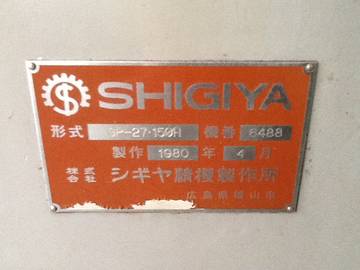 SHIGIYA
形式 GP-27·150H 機番 8488
製作 1980 年 4 月
株式会社 シギヤ精機製作所
広島県福山市